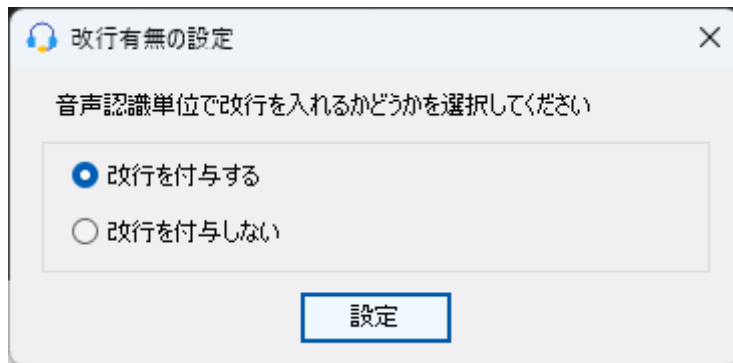 改行有無の設定
音声認識単位で改行を入れるかどうかを選択してください
改行を付与する
改行を付与しない
設定